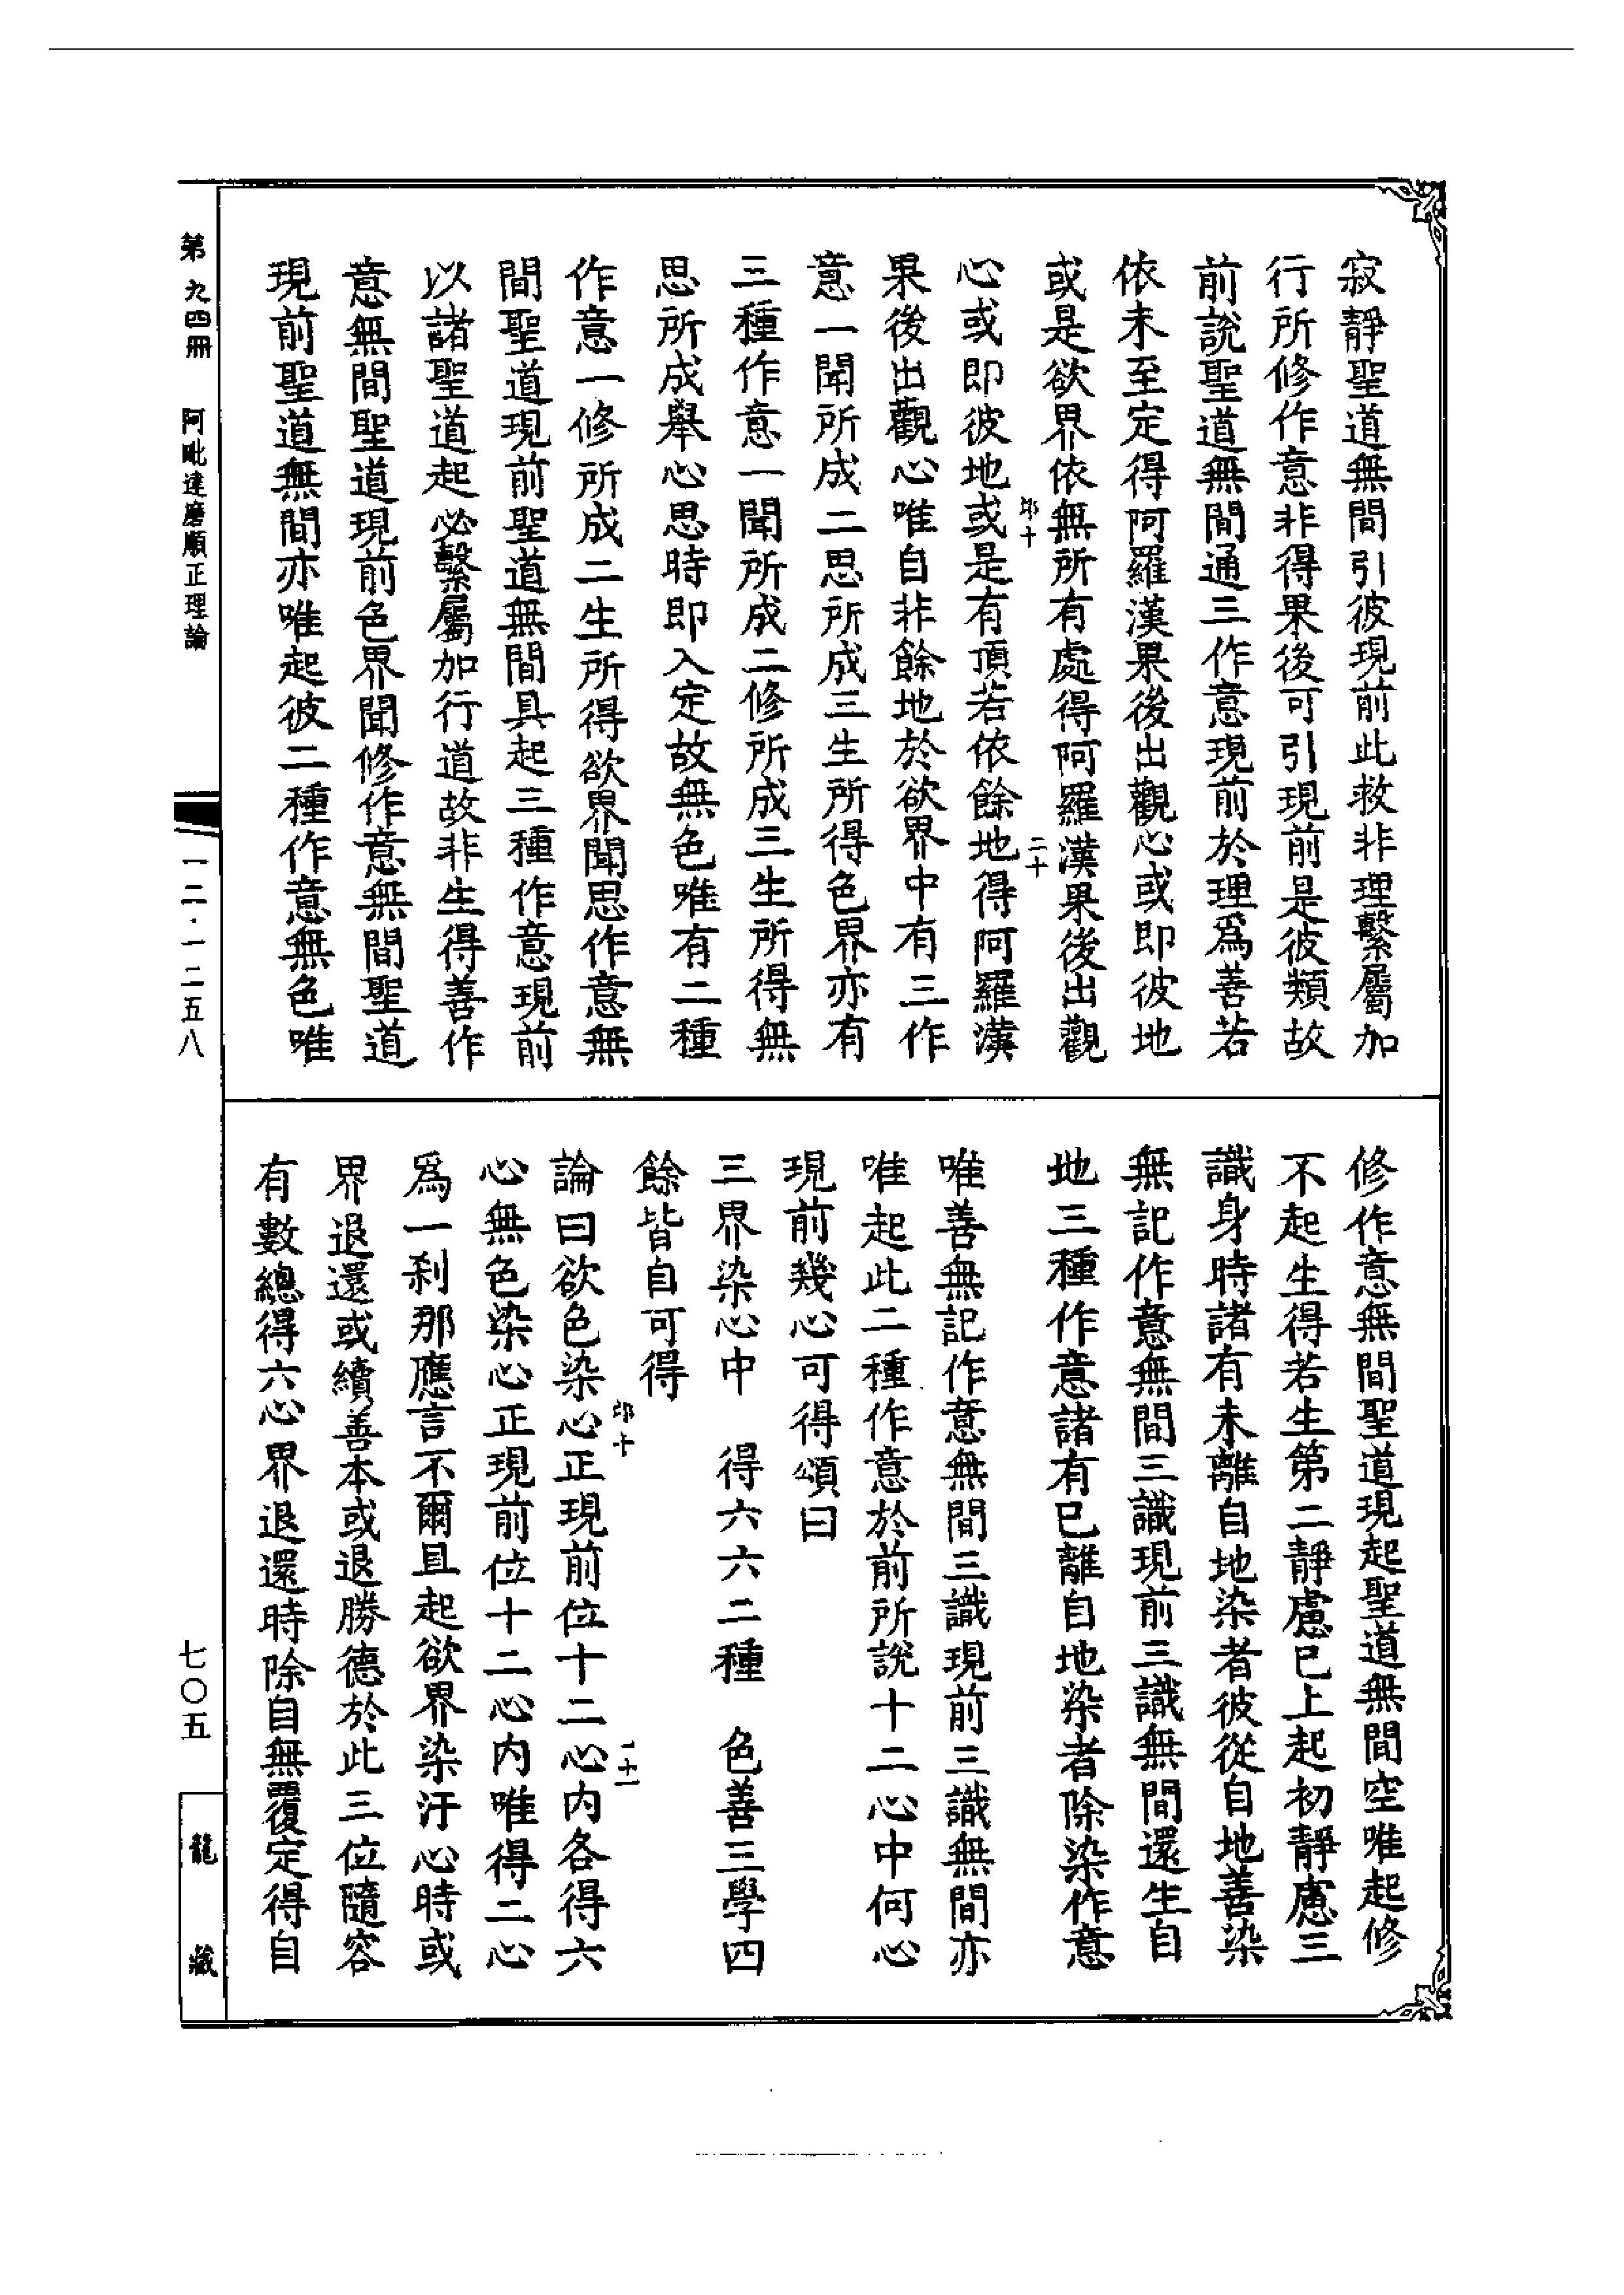 寂靜聖道無間引彼現前此救非理繫屬加
行所修作意非得果後可引現前是彼類故
前說聖道無間通三作意現前於理爲善若
依未至定得阿羅漢果後出觀心或即彼地
或是欲界依無所有處得阿羅漢果後出觀
心或即彼地或是有頂若依餘地得阿羅漢
果後出觀心唯自非餘地於欲界中有三作
意一聞所成二思所成三生所得色界亦有
三種作意一聞所成二修所成三生所得無
思所成舉心思時即入定故無色唯有二種
作意一修所成二生所得欲界聞思作意無
間聖道現前聖道無間具起三種作意現前
以諸聖道起必繫屬加行道故非生得善作
意無間聖道現前色界聞修作意無間聖道
現前聖道無間亦唯起彼二種作意無色唯
十
二十
第九四冊 阿毗達磨順正理論
一二·一二五八
修作意無間聖道現起聖道無間空唯起修
不起生得若生第二靜慮已上起初靜慮三
識身時諸有未離自地染者彼從自地善染
無記作意無間三識現前三識無間還生自
地三種作意諸有已離自地染者除染作意
唯善無記作意無間三識現前三識無間亦
唯起此二種作意於前所說十二心中何心
現前幾心可得頌曰
三界染心中 得六六二種 色善三學四
餘皆自可得
論曰欲色染心正現前位十二心內各得六
心無色染心正現前位十二心內唯得二心
爲一刹那應言不爾且起欲界染汙心時或
界退還或續善本或退勝德於此三位隨容
有數總得六心界退還時除自無覆定得自
十
二十一
七〇五
龍藏